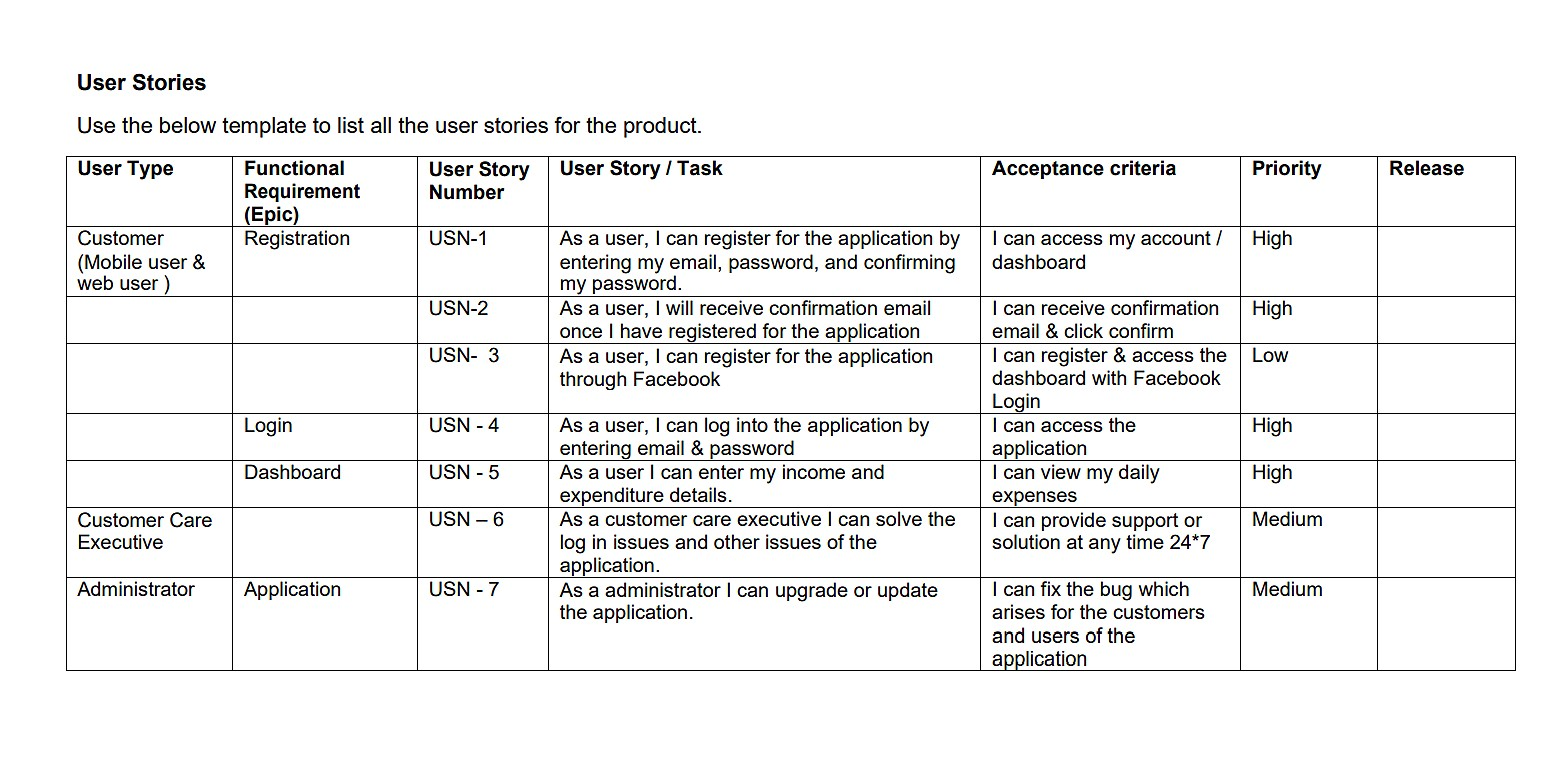 User Stories
Use the below template to list all the user stories for the product.
User Type
Functional
Requirement
(Epic)
User Story
Number
User Story / Task
Acceptance criteria
Priority
Release
Customer
(Mobile user &
web user )
Registration
USN-1
As a user, I can register for the application by
entering my email, password, and confirming
my password.
I can access my account /
dashboard
High
USN-2
As a user, I will receive confirmation email
once I have registered for the application
I can receive confirmation
email & click confirm
High
USN-  3
As a user, I can register for the application
through Facebook
I can register & access the
dashboard with Facebook
Login
Low
Login
USN - 4
As a user, I can log into the application by
entering email & password
I can access the
application
High
Dashboard
USN - 5
As a user I can enter my income and
expenditure details.
I can view my daily
expenses
High
Customer Care
Executive
USN – 6
As a customer care executive I can solve the
log in issues and other issues of the
application.
I can provide support or
solution at any time 24*7
Medium
Administrator
Application
USN - 7
As a administrator I can upgrade or update
the application.
I can fix the bug which
arises for the customers
and users of the
application
Medium